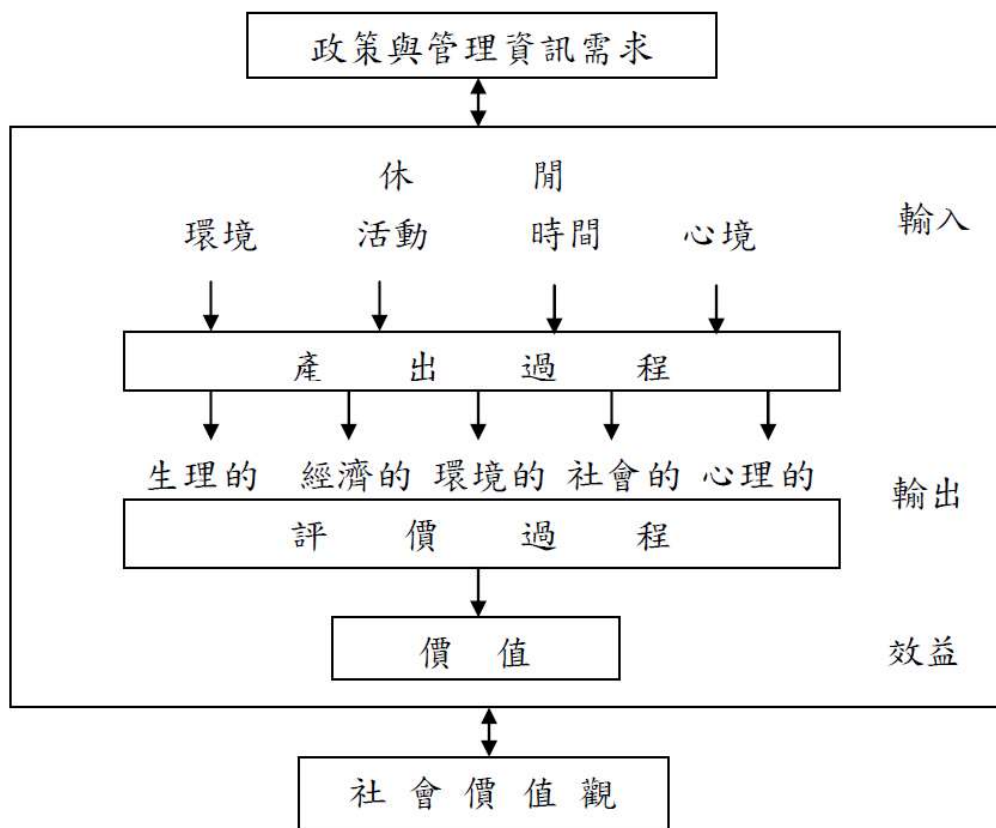 政策與管理資訊需求
休 閒
輸入
環境 活動 時間 心境
產出過程
生理的 經濟的 環境的 社會的 心理的
輸出
評價過程
價值
效益
社會價值觀